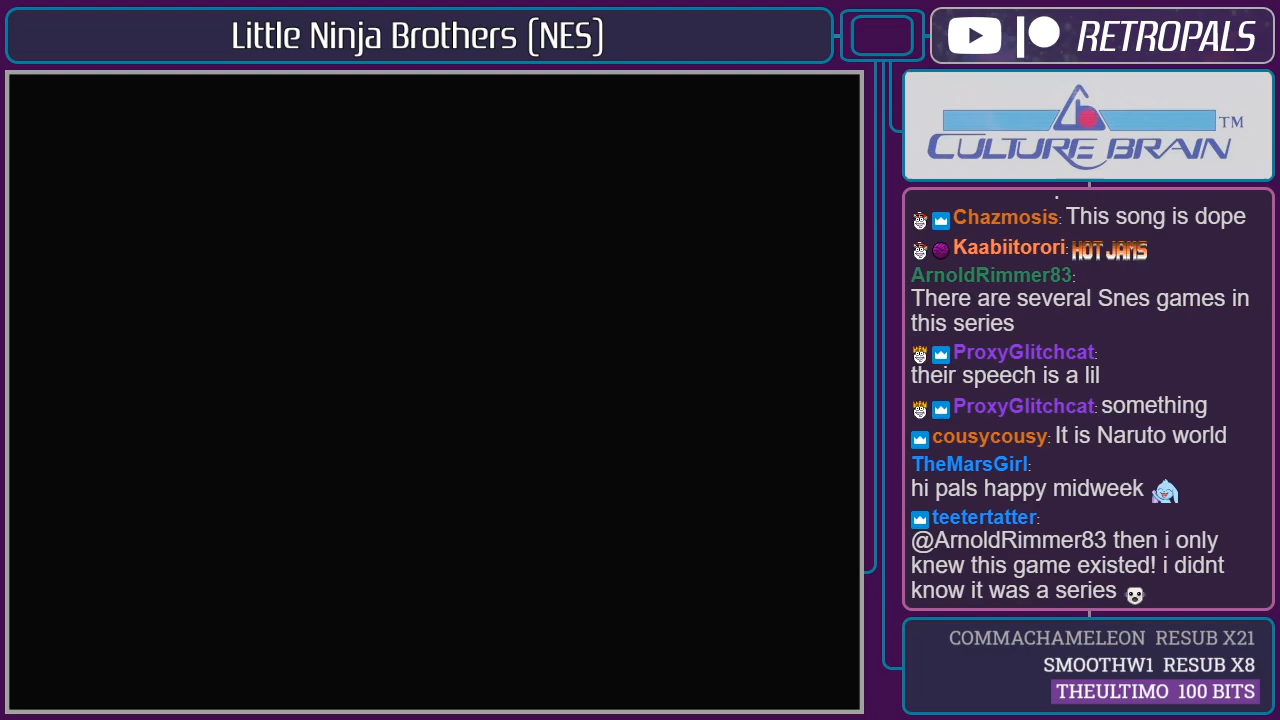 Little Ninja Brothers (NES)
RETROPALS
CULTURE BRAIN TM
Chazmosis: This song is dope
Kaabiitorori: HOT JAMS
ArnoldRimmer83:
There are several Snes games in
this series
ProxyGlitchcat:
their speech is a lil
ProxyGlitchcat: something
cousycousy: It is Naruto world
TheMarsGirl:
hi pals happy midweek
teetertatter:
@ArnoldRimmer83 then i only
knew this game existed! i didnt
know it was a series
COMMACHAMELEON RESUB X21
SMOOTHW1 RESUB X8
THEULTIMO 100 BITS